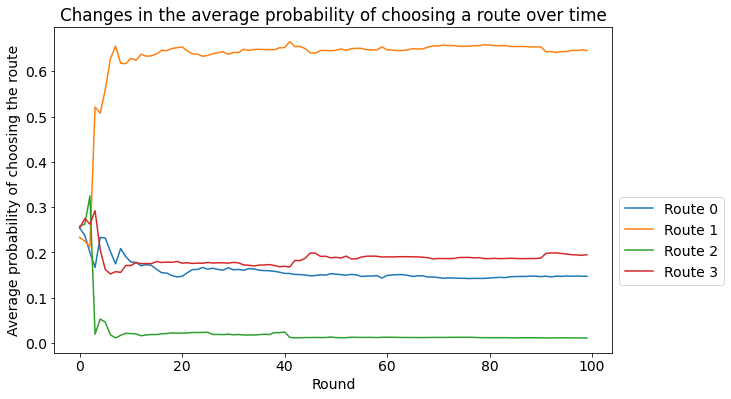 Changes in the average probability of choosing a route over time
Average probability of choosing the route
0.6
0.5
0.4
0.3
0.2
0.1
0.0
0
20
40
60
80
100
Round
Route 0
Route 1
Route 2
Route 3